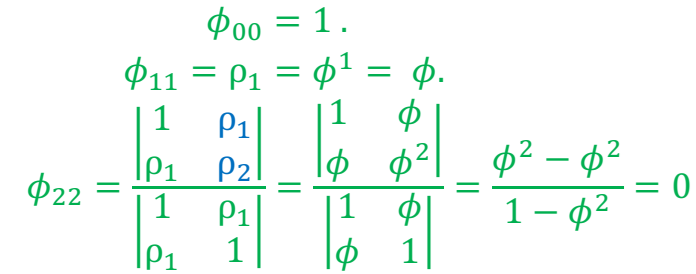 ϕ₀₀ = 1 .
ϕ₁₁ = ρ₁ = ϕ¹ = ϕ.
ϕ₂₂ = |1 ρ₁; ρ₁ ρ₂| / |1 ρ₁; ρ₁ 1| = |1 ϕ; ϕ ϕ²| / |1 ϕ; ϕ 1| = (ϕ² − ϕ²) / (1 − ϕ²) = 0